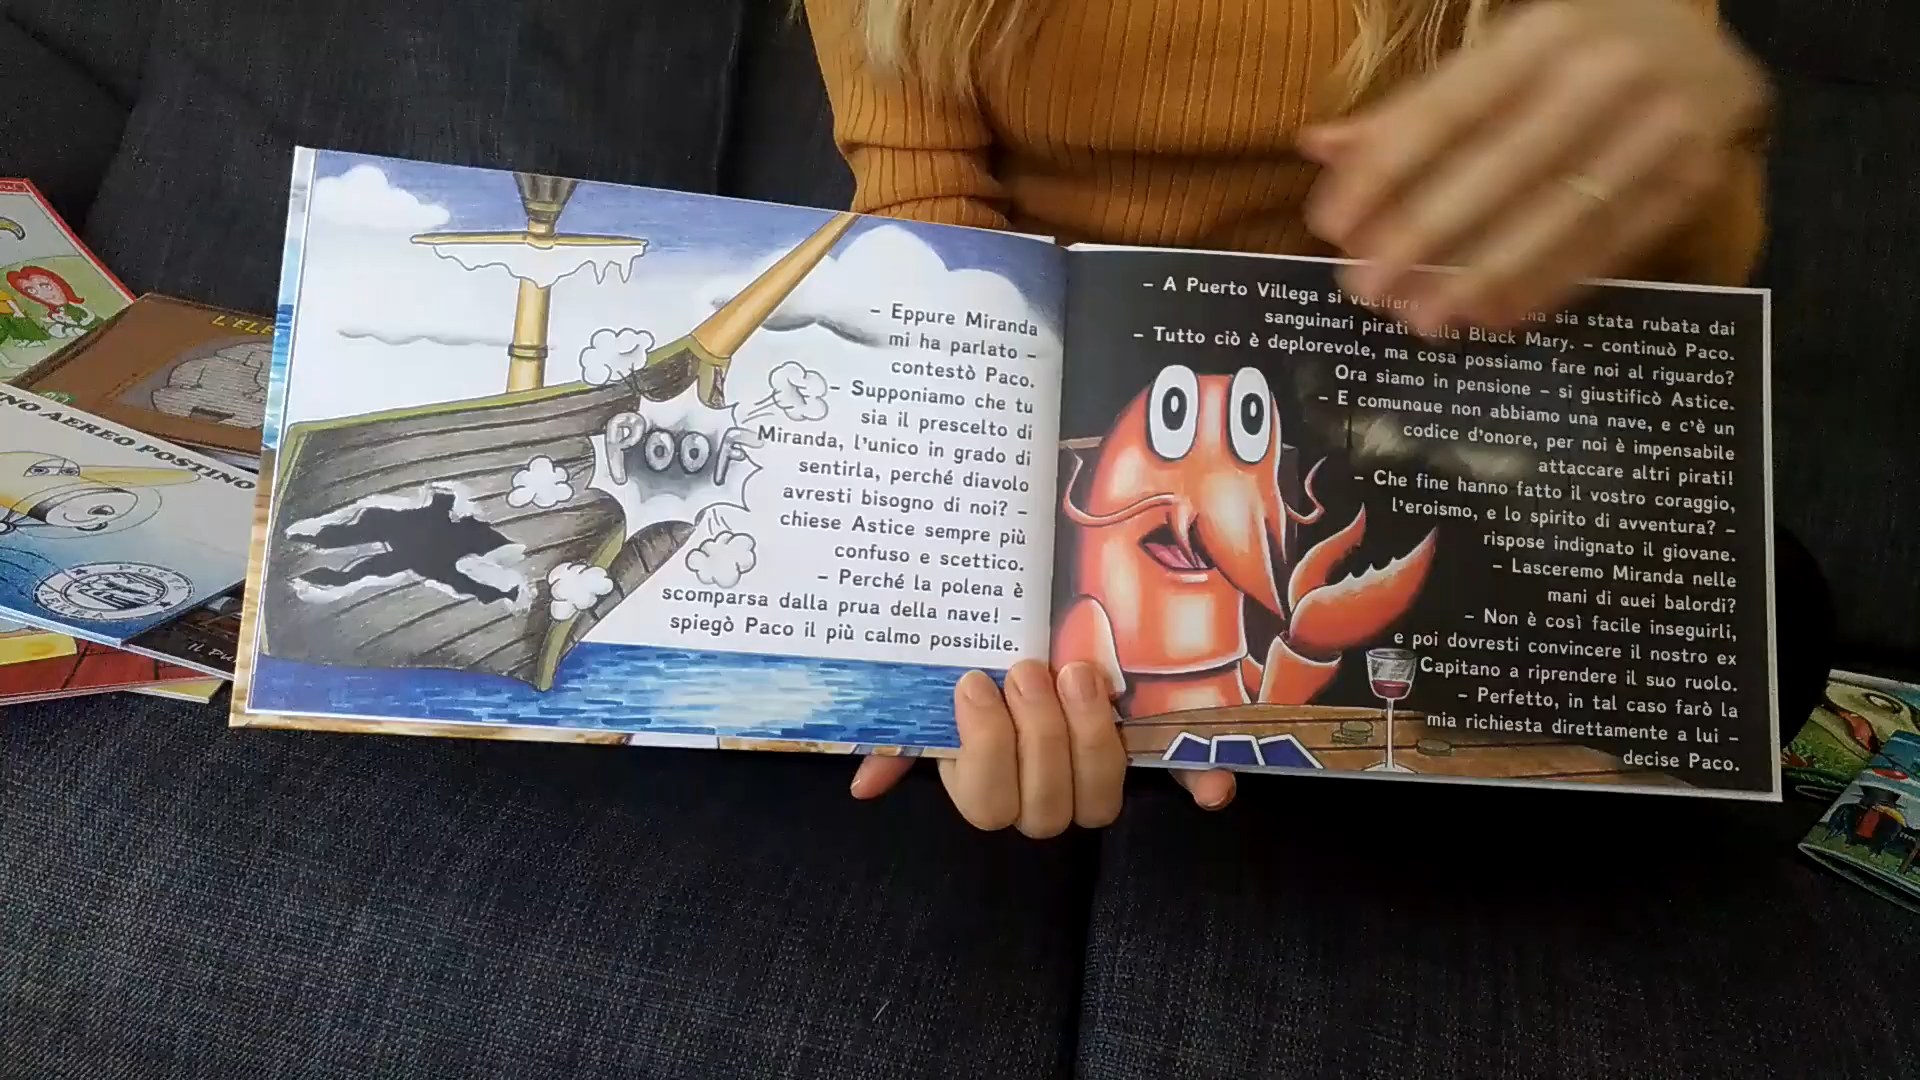 L'ELE
NO AEREO POSTINO
POSTA
AEREA
POOF
– Eppure Miranda
mi ha parlato –
contestò Paco.
– Supponiamo che tu
sia il prescelto di
Miranda, l'unico in grado di
sentirla, perché diavolo
avresti bisogno di noi? –
chiese Astice sempre più
confuso e scettico.
– Perché la polena è
scomparsa dalla prua della nave! –
spiegò Paco il più calmo possibile.
– A Puerto Villega si vocifera
sia stata rubata dai
sanguinari pirati della Black Mary. – continuò Paco.
– Tutto ciò è deplorevole, ma cosa possiamo fare noi al riguardo?
Ora siamo in pensione – si giustificò Astice.
– E comunque non abbiamo una nave, e c'è un
codice d'onore, per noi è impensabile
attaccare altri pirati!
– Che fine hanno fatto il vostro coraggio,
l'eroismo, e lo spirito di avventura? –
rispose indignato il giovane.
– Lasceremo Miranda nelle
mani di quei balordi?
– Non è così facile inseguirli,
e poi dovresti convincere il nostro ex
Capitano a riprendere il suo ruolo.
– Perfetto, in tal caso farò la
mia richiesta direttamente a lui –
decise Paco.